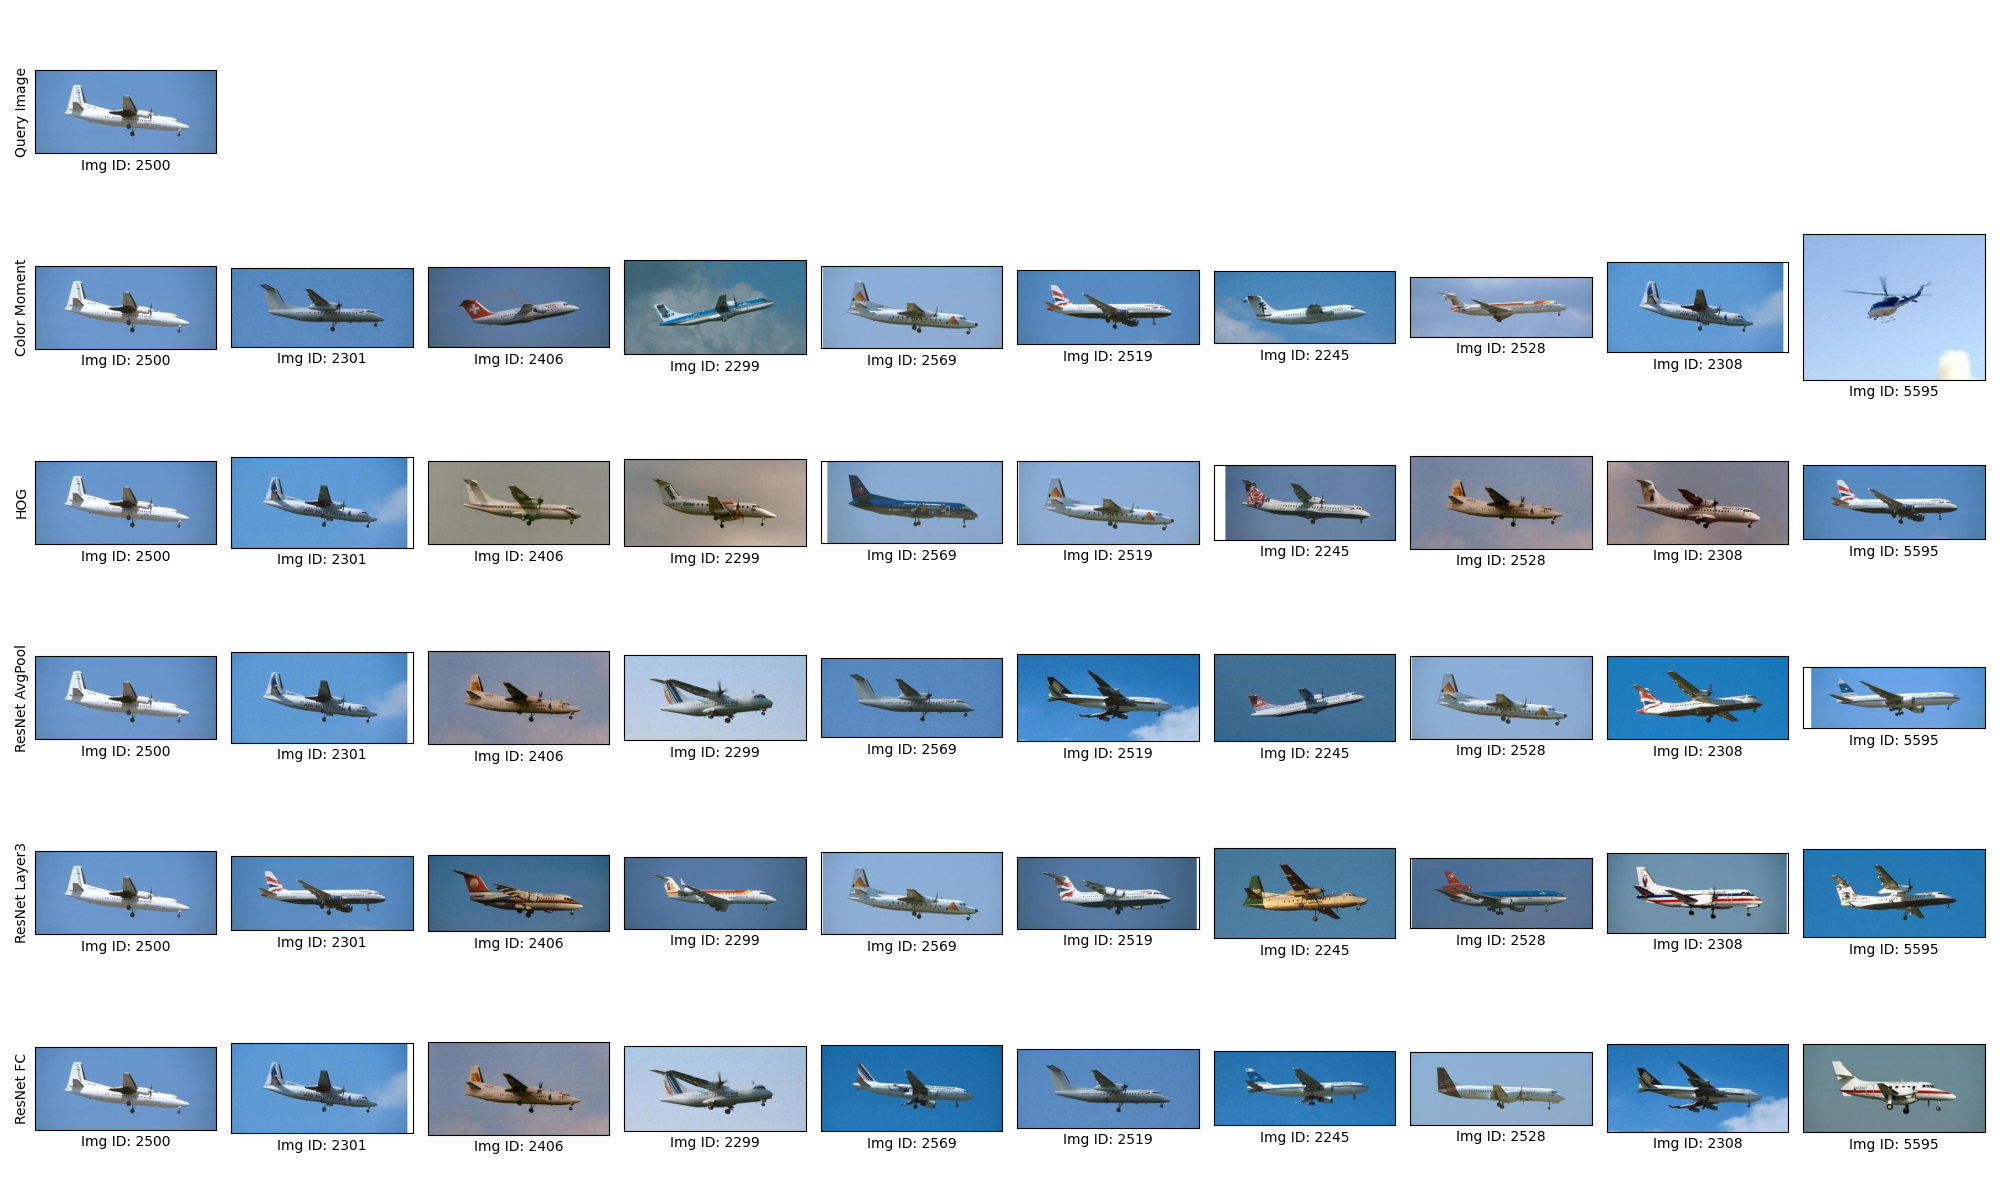 Query Image
Img ID: 2500
Color Moment
Img ID: 2500
Img ID: 2301
Img ID: 2406
Img ID: 2299
Img ID: 2569
Img ID: 2519
Img ID: 2245
Img ID: 2528
Img ID: 2308
Img ID: 5595
HOG
Img ID: 2500
Img ID: 2301
Img ID: 2406
Img ID: 2299
Img ID: 2569
Img ID: 2519
Img ID: 2245
Img ID: 2528
Img ID: 2308
Img ID: 5595
ResNet AvgPool
Img ID: 2500
Img ID: 2301
Img ID: 2406
Img ID: 2299
Img ID: 2569
Img ID: 2519
Img ID: 2245
Img ID: 2528
Img ID: 2308
Img ID: 5595
ResNet Layer3
Img ID: 2500
Img ID: 2301
Img ID: 2406
Img ID: 2299
Img ID: 2569
Img ID: 2519
Img ID: 2245
Img ID: 2528
Img ID: 2308
Img ID: 5595
ResNet FC
Img ID: 2500
Img ID: 2301
Img ID: 2406
Img ID: 2299
Img ID: 2569
Img ID: 2519
Img ID: 2245
Img ID: 2528
Img ID: 2308
Img ID: 5595